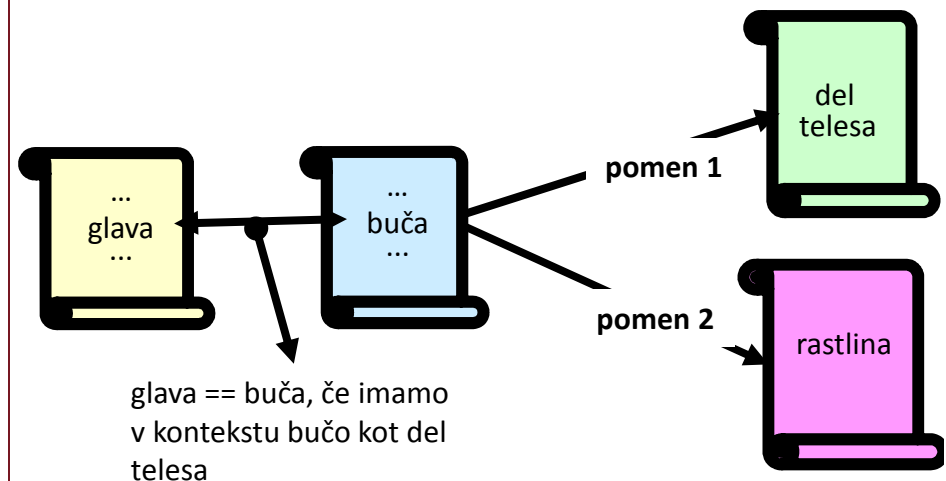 ...
glava
...
...
buča
...
pomen 1
del
telesa
pomen 2
rastlina
glava == buča, če imamo
v kontekstu bučo kot del
telesa